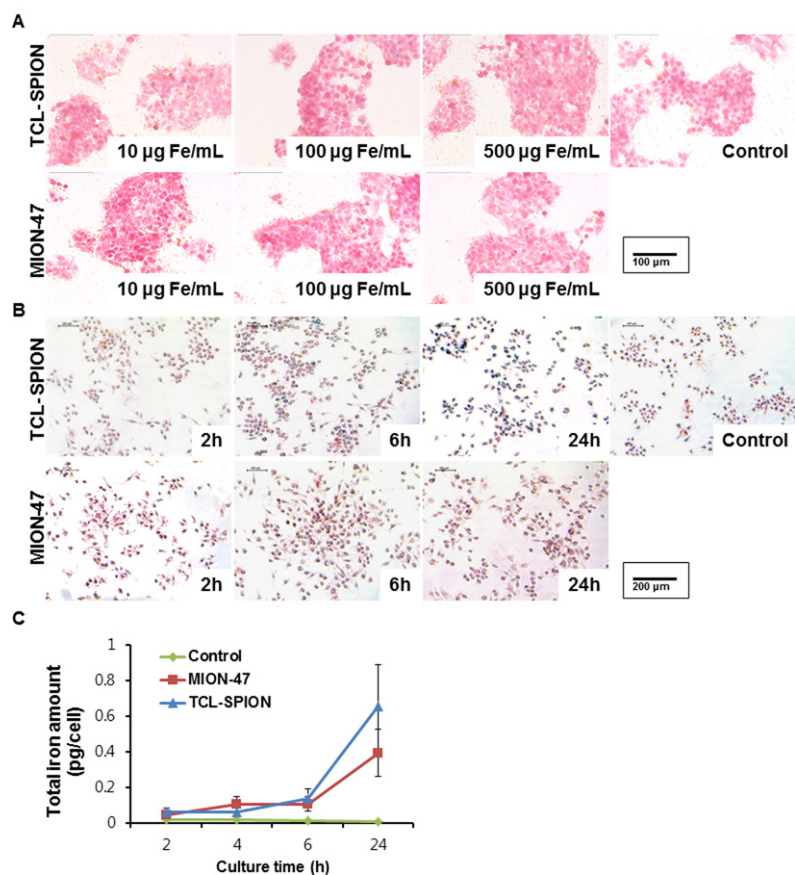 A
TCL-SPION
10 µg Fe/mL
100 µg Fe/mL
500 µg Fe/mL
Control
MION-47
10 µg Fe/mL
100 µg Fe/mL
500 µg Fe/mL
100 µm
B
TCL-SPION
2h
6h
24h
Control
MION-47
2h
6h
24h
200 µm
C
Total iron amount
(pg/cell)
1
0.8
0.6
0.4
0.2
0
Control
MION-47
TCL-SPION
2
4
6
24
Culture time (h)